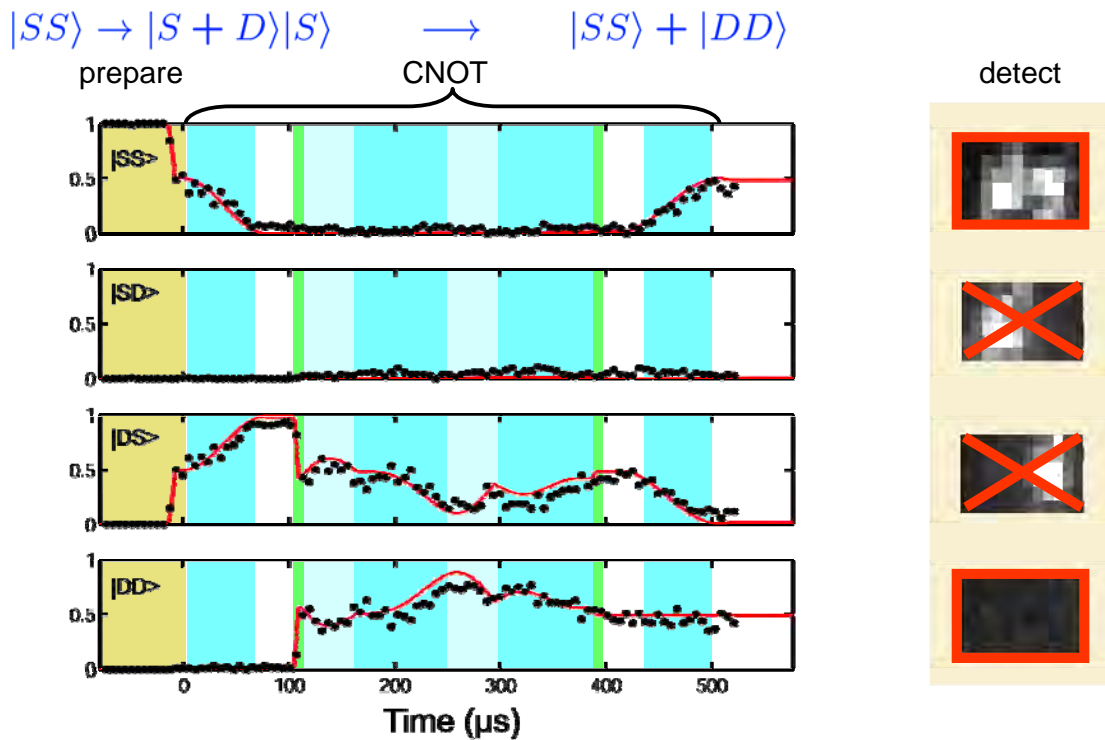 |SS⟩ → |S + D⟩|S⟩ ⟶ |SS⟩ + |DD⟩
prepare CNOT detect
1
|SS>
0.5
0
1
|SD>
0.5
0
1
|DS>
0.5
0
1
|DD>
0.5
0
0 100 200 300 400 500
Time (µs)